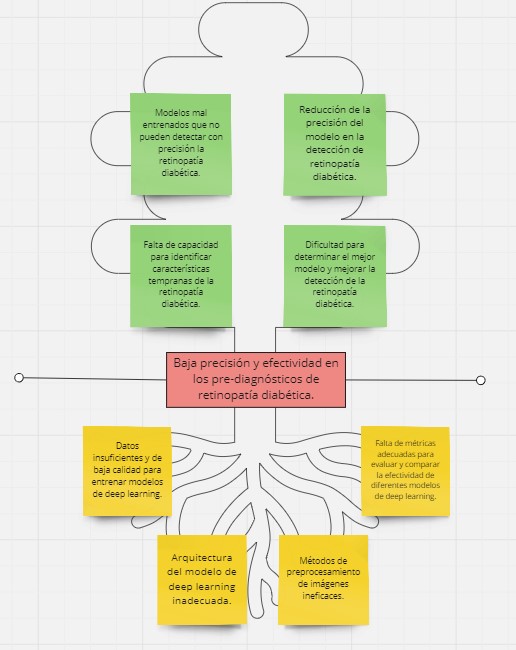 Modelos mal
entrenados que no
pueden detectar con
precisión la
retinopatía
diabética.
Reducción de la
precisión del
modelo en la
detección de
retinopatía
diabética.
Falta de capacidad
para identificar
características
tempranas de la
retinopatía
diabética.
Dificultad para
determinar el mejor
modelo y mejorar la
detección de la
retinopatía
diabética.
Baja precisión y efectividad en
los pre-diagnósticos de
retinopatía diabética.
Datos
insuficientes y de
baja calidad para
entrenar modelos
de deep learning.
Falta de métricas
adecuadas para
evaluar y comparar
la efectividad de
diferentes modelos
de deep learning.
Arquitectura
del modelo de
deep learning
inadecuada.
Métodos de
preprocesamiento
de imágenes
ineficaces.